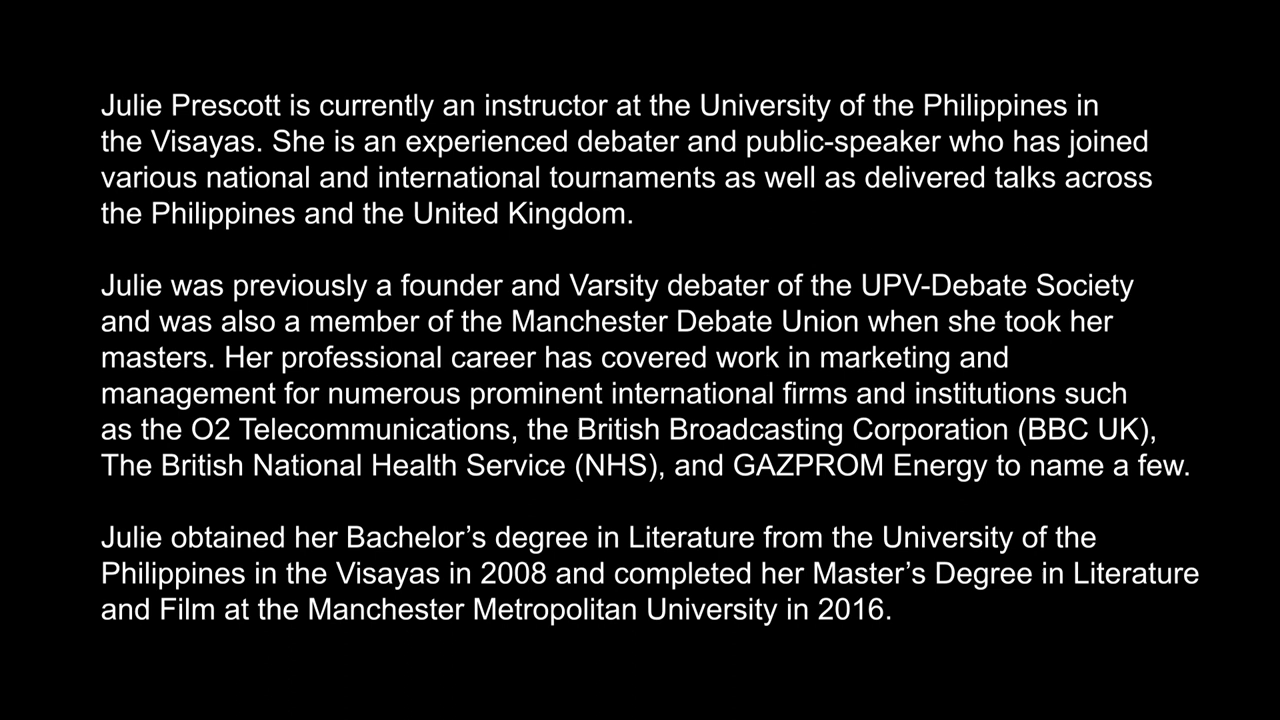 Julie Prescott is currently an instructor at the University of the Philippines in
the Visayas. She is an experienced debater and public-speaker who has joined
various national and international tournaments as well as delivered talks across
the Philippines and the United Kingdom.
Julie was previously a founder and Varsity debater of the UPV-Debate Society
and was also a member of the Manchester Debate Union when she took her
masters. Her professional career has covered work in marketing and
management for numerous prominent international firms and institutions such
as the O2 Telecommunications, the British Broadcasting Corporation (BBC UK),
The British National Health Service (NHS), and GAZPROM Energy to name a few.
Julie obtained her Bachelor’s degree in Literature from the University of the
Philippines in the Visayas in 2008 and completed her Master’s Degree in Literature
and Film at the Manchester Metropolitan University in 2016.